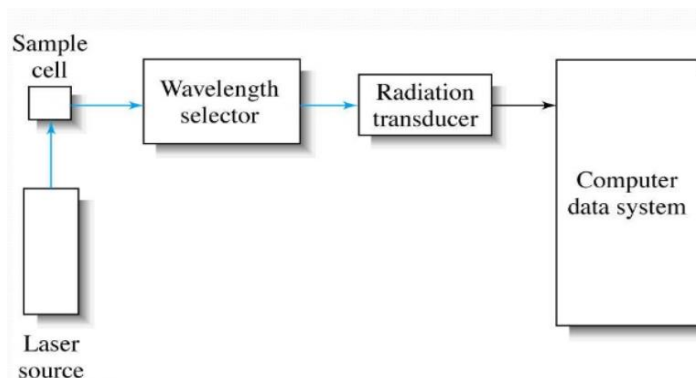 Sample
cell
Wavelength
selector
Radiation
transducer
Computer
data system
Laser
source